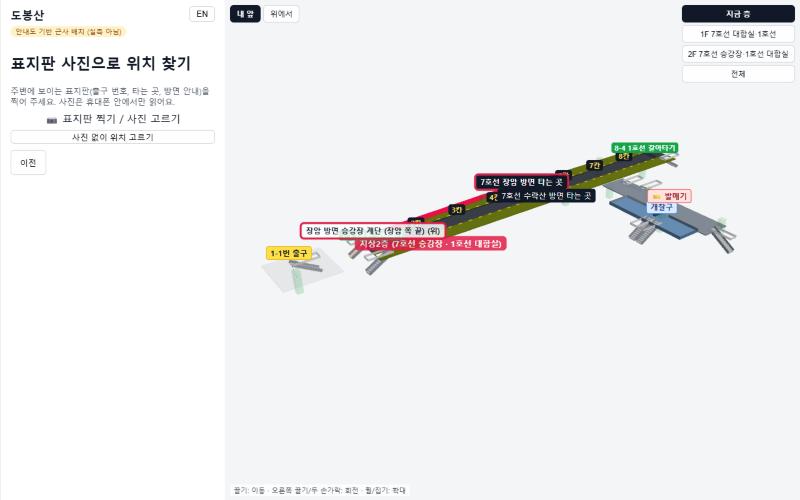 도봉산
EN
안내도 기반 근사 배치 (실측 아님)
표지판 사진으로 위치 찾기
주변에 보이는 표지판(출구 번호, 타는 곳, 방면 안내)을
찍어 주세요. 사진은 휴대폰 안에서만 읽어요.
📷 표지판 찍기 / 사진 고르기
사진 없이 위치 고르기
이전
내 앞
위에서
지금 층
1F 7호선 대합실·1호선
2F 7호선 승강장·1호선 대합실
전체
8-4 1호선 갈아타기
8칸
7칸
7호선 장암 방면 타는 곳
7호선 수락산 방면 타는 곳
3칸
🎫 발매기
개찰구
장암 방면 승강장 계단 (장암 쪽 끝) (위)
지상2층 (7호선 승강장 · 1호선 대합실)
1-1번 출구
끌기: 이동 · 오른쪽 끌기/두 손가락: 회전 · 휠/집기: 확대